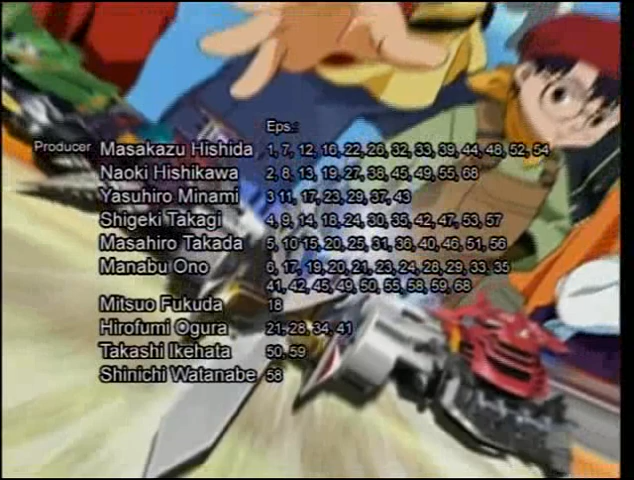 Eps.:
Producer Masakazu Hishida 1, 7, 12, 16, 22, 26, 32, 33, 39, 44, 48, 52, 54
Naoki Hishikawa 2, 8, 13, 19, 27, 38, 45, 49, 55, 68
Yasuhiro Minami 3 11, 17, 23, 29, 37, 43
Shigeki Takagi 4, 9, 14, 18, 24, 30, 35, 42, 47, 53, 57
Masahiro Takada 5, 10 15, 20, 25, 31, 36, 40, 46, 51, 56
Manabu Ono 6, 17, 19, 20, 21, 23, 24, 28, 29, 33, 35
41, 42, 45, 49, 50, 55, 58, 59, 68
Mitsuo Fukuda 18
Hirofumi Ogura 21, 28, 34, 41
Takashi Ikehata 50, 59
Shinichi Watanabe 58